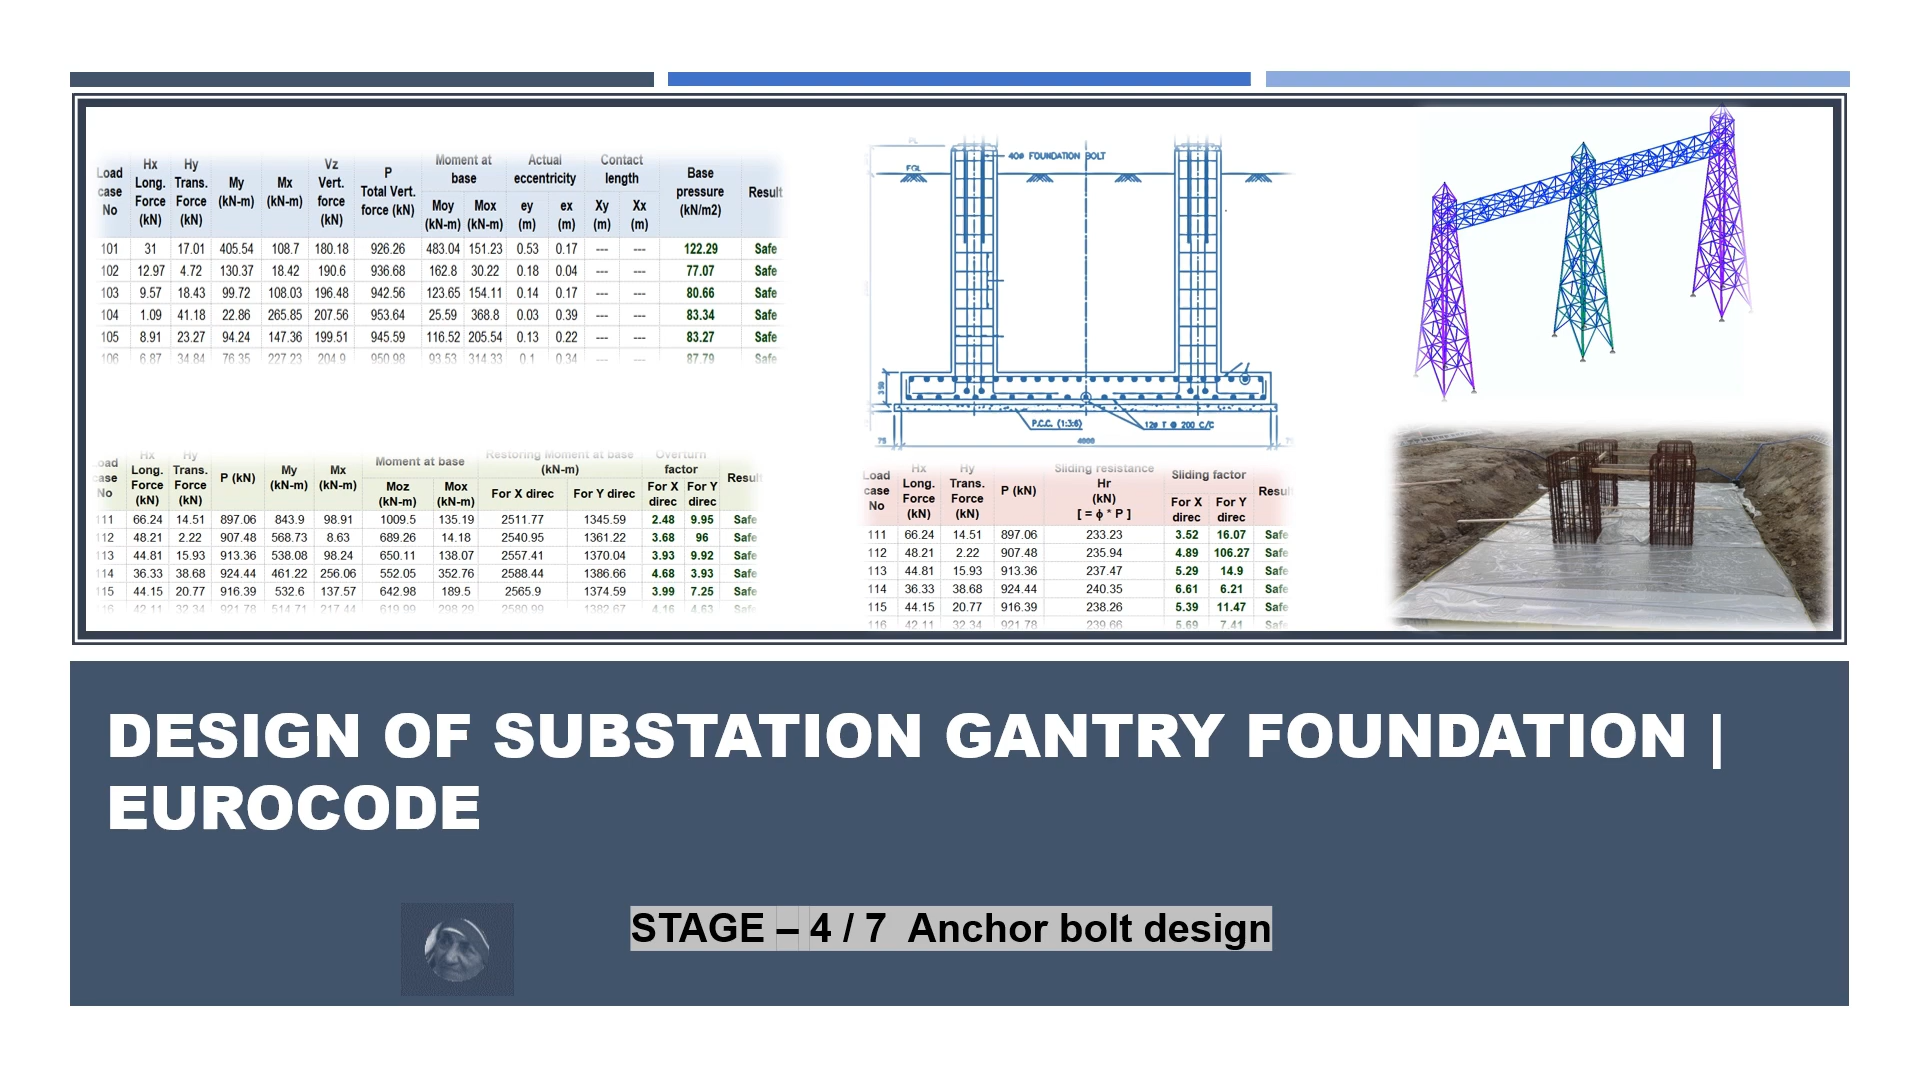 Load case No | Hx Long. Force (kN) | Hy Trans. Force (kN) | My (kN-m) | Mx (kN-m) | Vz Vert. force (kN) | P Total Vert. force (kN) | Moment at base Moy (kN-m) | Mox (kN-m) | Actual eccentricity ey (m) | ex (m) | Contact length Xy (m) | Xx (m) | Base pressure (kN/m2) | Result
101 31 17.01 405.54 108.7 180.18 926.26 483.04 151.23 0.53 0.17 --- --- 122.29 Safe
102 12.97 4.72 130.37 18.42 190.6 936.68 162.8 30.22 0.18 0.04 --- --- 77.07 Safe
103 9.57 18.43 99.72 108.03 196.48 942.56 123.65 154.11 0.14 0.17 --- --- 80.66 Safe
104 1.09 41.18 22.86 265.85 207.56 953.64 25.59 368.8 0.03 0.39 --- --- 83.34 Safe
105 8.91 23.27 94.24 147.36 199.51 945.59 116.52 205.54 0.13 0.22 --- --- 83.27 Safe
106 6.87 34.84 76.35 227.23 204.9 950.98 93.53 314.33 0.1 0.34 --- --- 87.79 Safe
FGL
40ø FOUNDATION BOLT
350
P.C.C. (1:3:6)
12ø T @ 200 C/C
75 4000
Load case No | Hx Long. Force (kN) | Hy Trans. Force (kN) | P (kN) | My (kN-m) | Mx (kN-m) | Moment at base Moz (kN-m) | Mox (kN-m) | Restoring Moment at base (kN-m) For X direc | For Y direc | Overturn factor For X direc | For Y direc | Result
111 66.24 14.51 897.06 843.9 98.91 1009.5 135.19 2511.77 1345.59 2.48 9.95 Safe
112 48.21 2.22 907.48 568.73 8.63 689.26 14.18 2540.95 1361.22 3.68 96 Safe
113 44.81 15.93 913.36 538.08 98.24 650.11 138.07 2557.41 1370.04 3.93 9.92 Safe
114 36.33 38.68 924.44 461.22 256.06 552.05 352.76 2588.44 1386.66 4.68 3.93 Safe
115 44.15 20.77 916.39 532.6 137.57 642.98 189.5 2565.9 1374.59 3.99 7.25 Safe
116 42.11 32.34 921.78 514.71 217.44 619.99 298.29 2580.99 1382.67 4.16 4.63 Safe
Load case No | Hx Long. Force (kN) | Hy Trans. Force (kN) | P (kN) | Sliding resistance Hr (kN) [ = ϕ * P ] | Sliding factor For X direc | For Y direc | Result
111 66.24 14.51 897.06 233.23 3.52 16.07 Safe
112 48.21 2.22 907.48 235.94 4.89 106.27 Safe
113 44.81 15.93 913.36 237.47 5.29 14.9 Safe
114 36.33 38.68 924.44 240.35 6.61 6.21 Safe
115 44.15 20.77 916.39 238.26 5.39 11.47 Safe
116 42.11 32.34 921.78 239.66 5.69 7.41 Safe
DESIGN OF SUBSTATION GANTRY FOUNDATION |
EUROCODE
STAGE – 4 / 7 Anchor bolt design